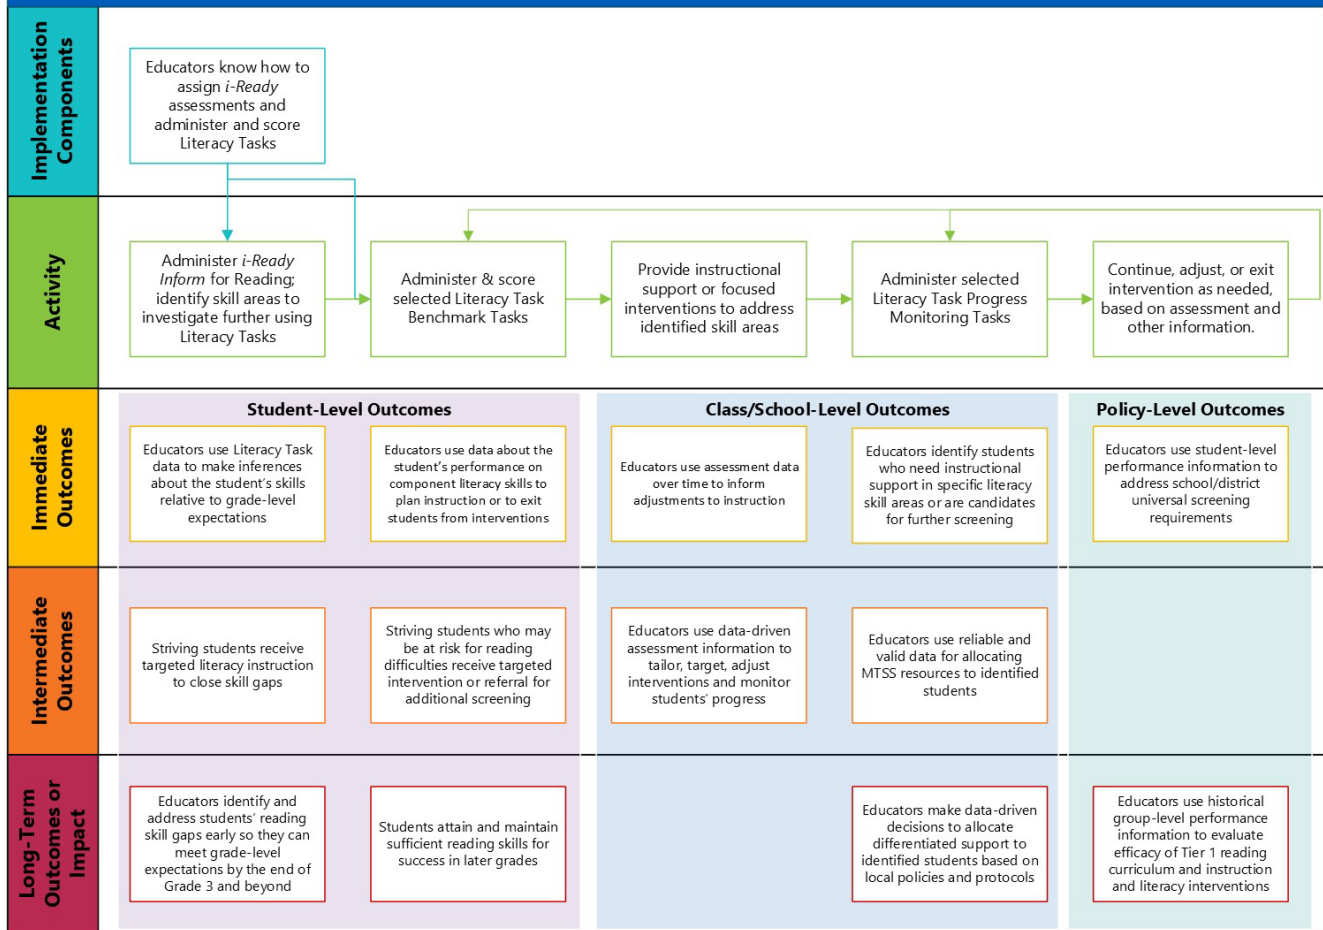 Implementation
Components
Educators know how to
assign i-Ready
assessments and
administer and score
Literacy Tasks
Activity
Administer i-Ready
Inform for Reading;
identify skill areas to
investigate further using
Literacy Tasks
Administer & score
selected Literacy Task
Benchmark Tasks
Provide instructional
support or focused
interventions to address
identified skill areas
Administer selected
Literacy Task Progress
Monitoring Tasks
Continue, adjust, or exit
intervention as needed,
based on assessment and
other information.
Immediate
Outcomes
Student-Level Outcomes
Educators use Literacy Task
data to make inferences
about the student's skills
relative to grade-level
expectations
Educators use data about the
student's performance on
component literacy skills to
plan instruction or to exit
students from interventions
Class/School-Level Outcomes
Educators use assessment data
over time to inform
adjustments to instruction
Educators identify students
who need instructional
support in specific literacy
skill areas or are candidates
for further screening
Policy-Level Outcomes
Educators use student-level
performance information to
address school/district
universal screening
requirements
Intermediate
Outcomes
Striving students receive
targeted literacy instruction
to close skill gaps
Striving students who may
be at risk for reading
difficulties receive targeted
intervention or referral for
additional screening
Educators use data-driven
assessment information to
tailor, target, adjust
interventions and monitor
students' progress
Educators use reliable and
valid data for allocating
MTSS resources to identified
students
Long-Term
Outcomes or
Impact
Educators identify and
address students' reading
skill gaps early so they can
meet grade-level
expectations by the end of
Grade 3 and beyond
Students attain and maintain
sufficient reading skills for
success in later grades
Educators make data-driven
decisions to allocate
differentiated support to
identified students based on
local policies and protocols
Educators use historical
group-level performance
information to evaluate
efficacy of Tier 1 reading
curriculum and instruction
and literacy interventions